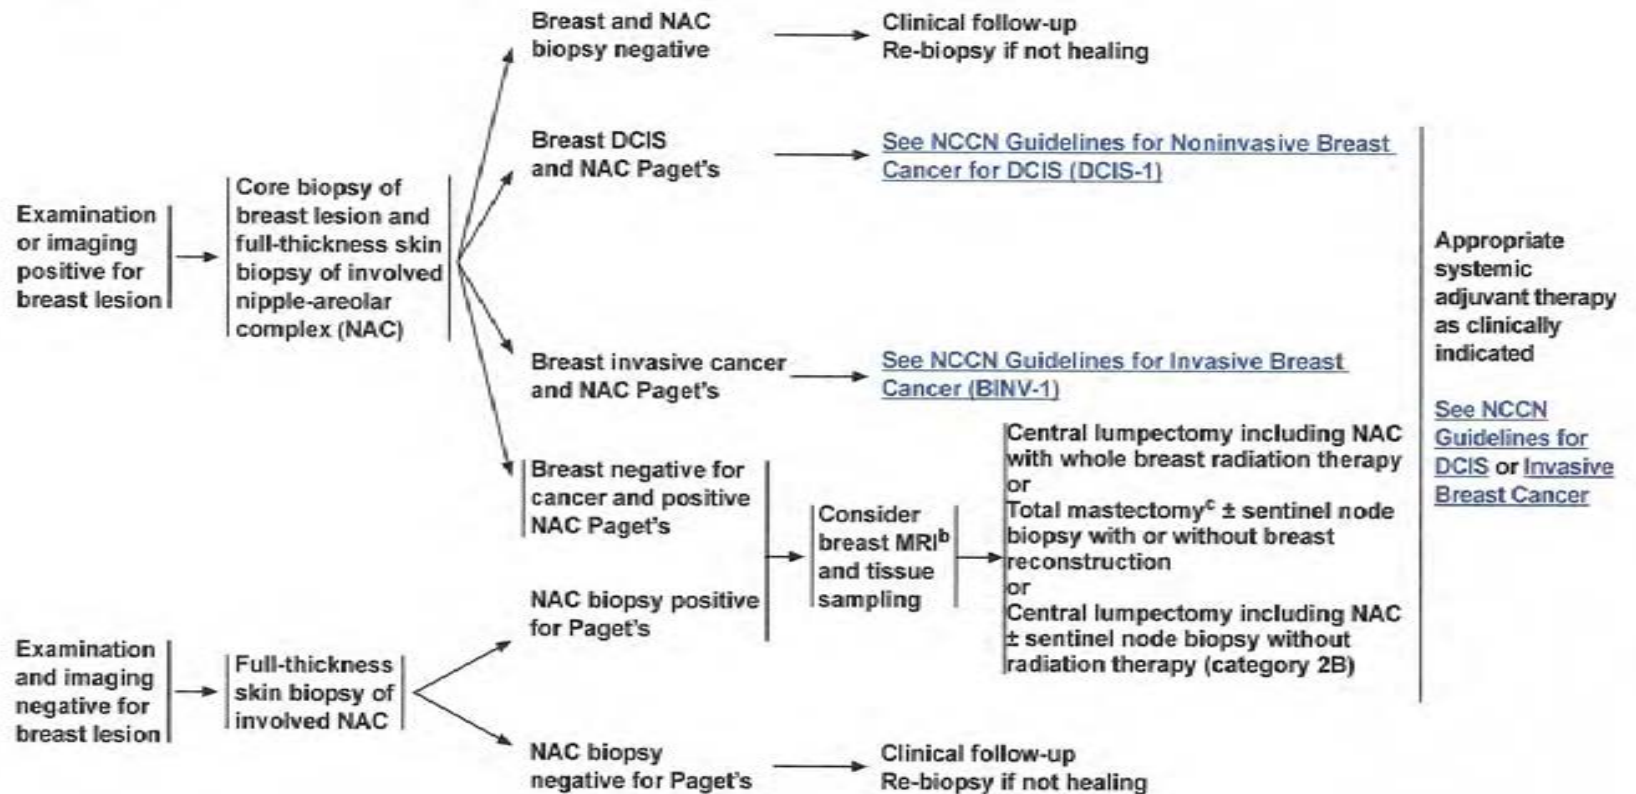 Breast and NAC
biopsy negative
Clinical follow-up
Re-biopsy if not healing
Breast DCIS
and NAC Paget's
See NCCN Guidelines for Noninvasive Breast
Cancer for DCIS (DCIS-1)
Examination
or imaging
positive for
breast lesion
Core biopsy of
breast lesion and
full-thickness skin
biopsy of involved
nipple-areolar
complex (NAC)
Breast invasive cancer
and NAC Paget's
See NCCN Guidelines for Invasive Breast
Cancer (BINV-1)
Breast negative for
cancer and positive
NAC Paget's
NAC biopsy positive
for Paget's
Consider
breast MRIᵇ
and tissue
sampling
Central lumpectomy including NAC
with whole breast radiation therapy
or
Total mastectomyᶜ ± sentinel node
biopsy with or without breast
reconstruction
or
Central lumpectomy including NAC
± sentinel node biopsy without
radiation therapy (category 2B)
Appropriate
systemic
adjuvant therapy
as clinically
indicated
See NCCN
Guidelines for
DCIS or Invasive
Breast Cancer
Examination
and imaging
negative for
breast lesion
Full-thickness
skin biopsy of
involved NAC
NAC biopsy
negative for Paget's
Clinical follow-up
Re-biopsy if not healing